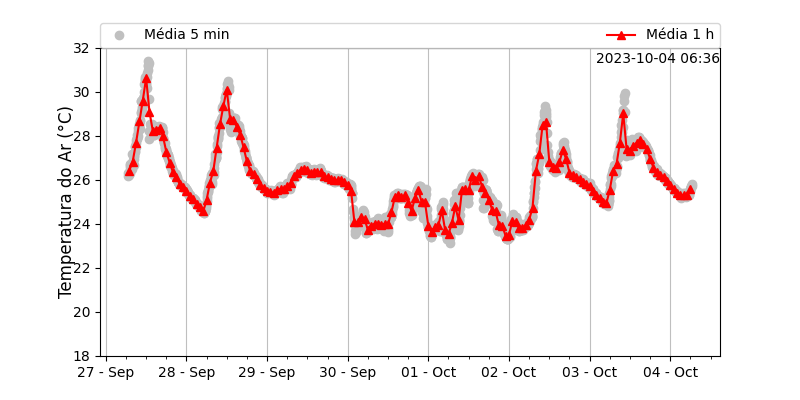 Média 5 min
Média 1 h
2023-10-04 06:36
Temperatura do Ar (°C)
32
30
28
26
24
22
20
18
27 - Sep
28 - Sep
29 - Sep
30 - Sep
01 - Oct
02 - Oct
03 - Oct
04 - Oct